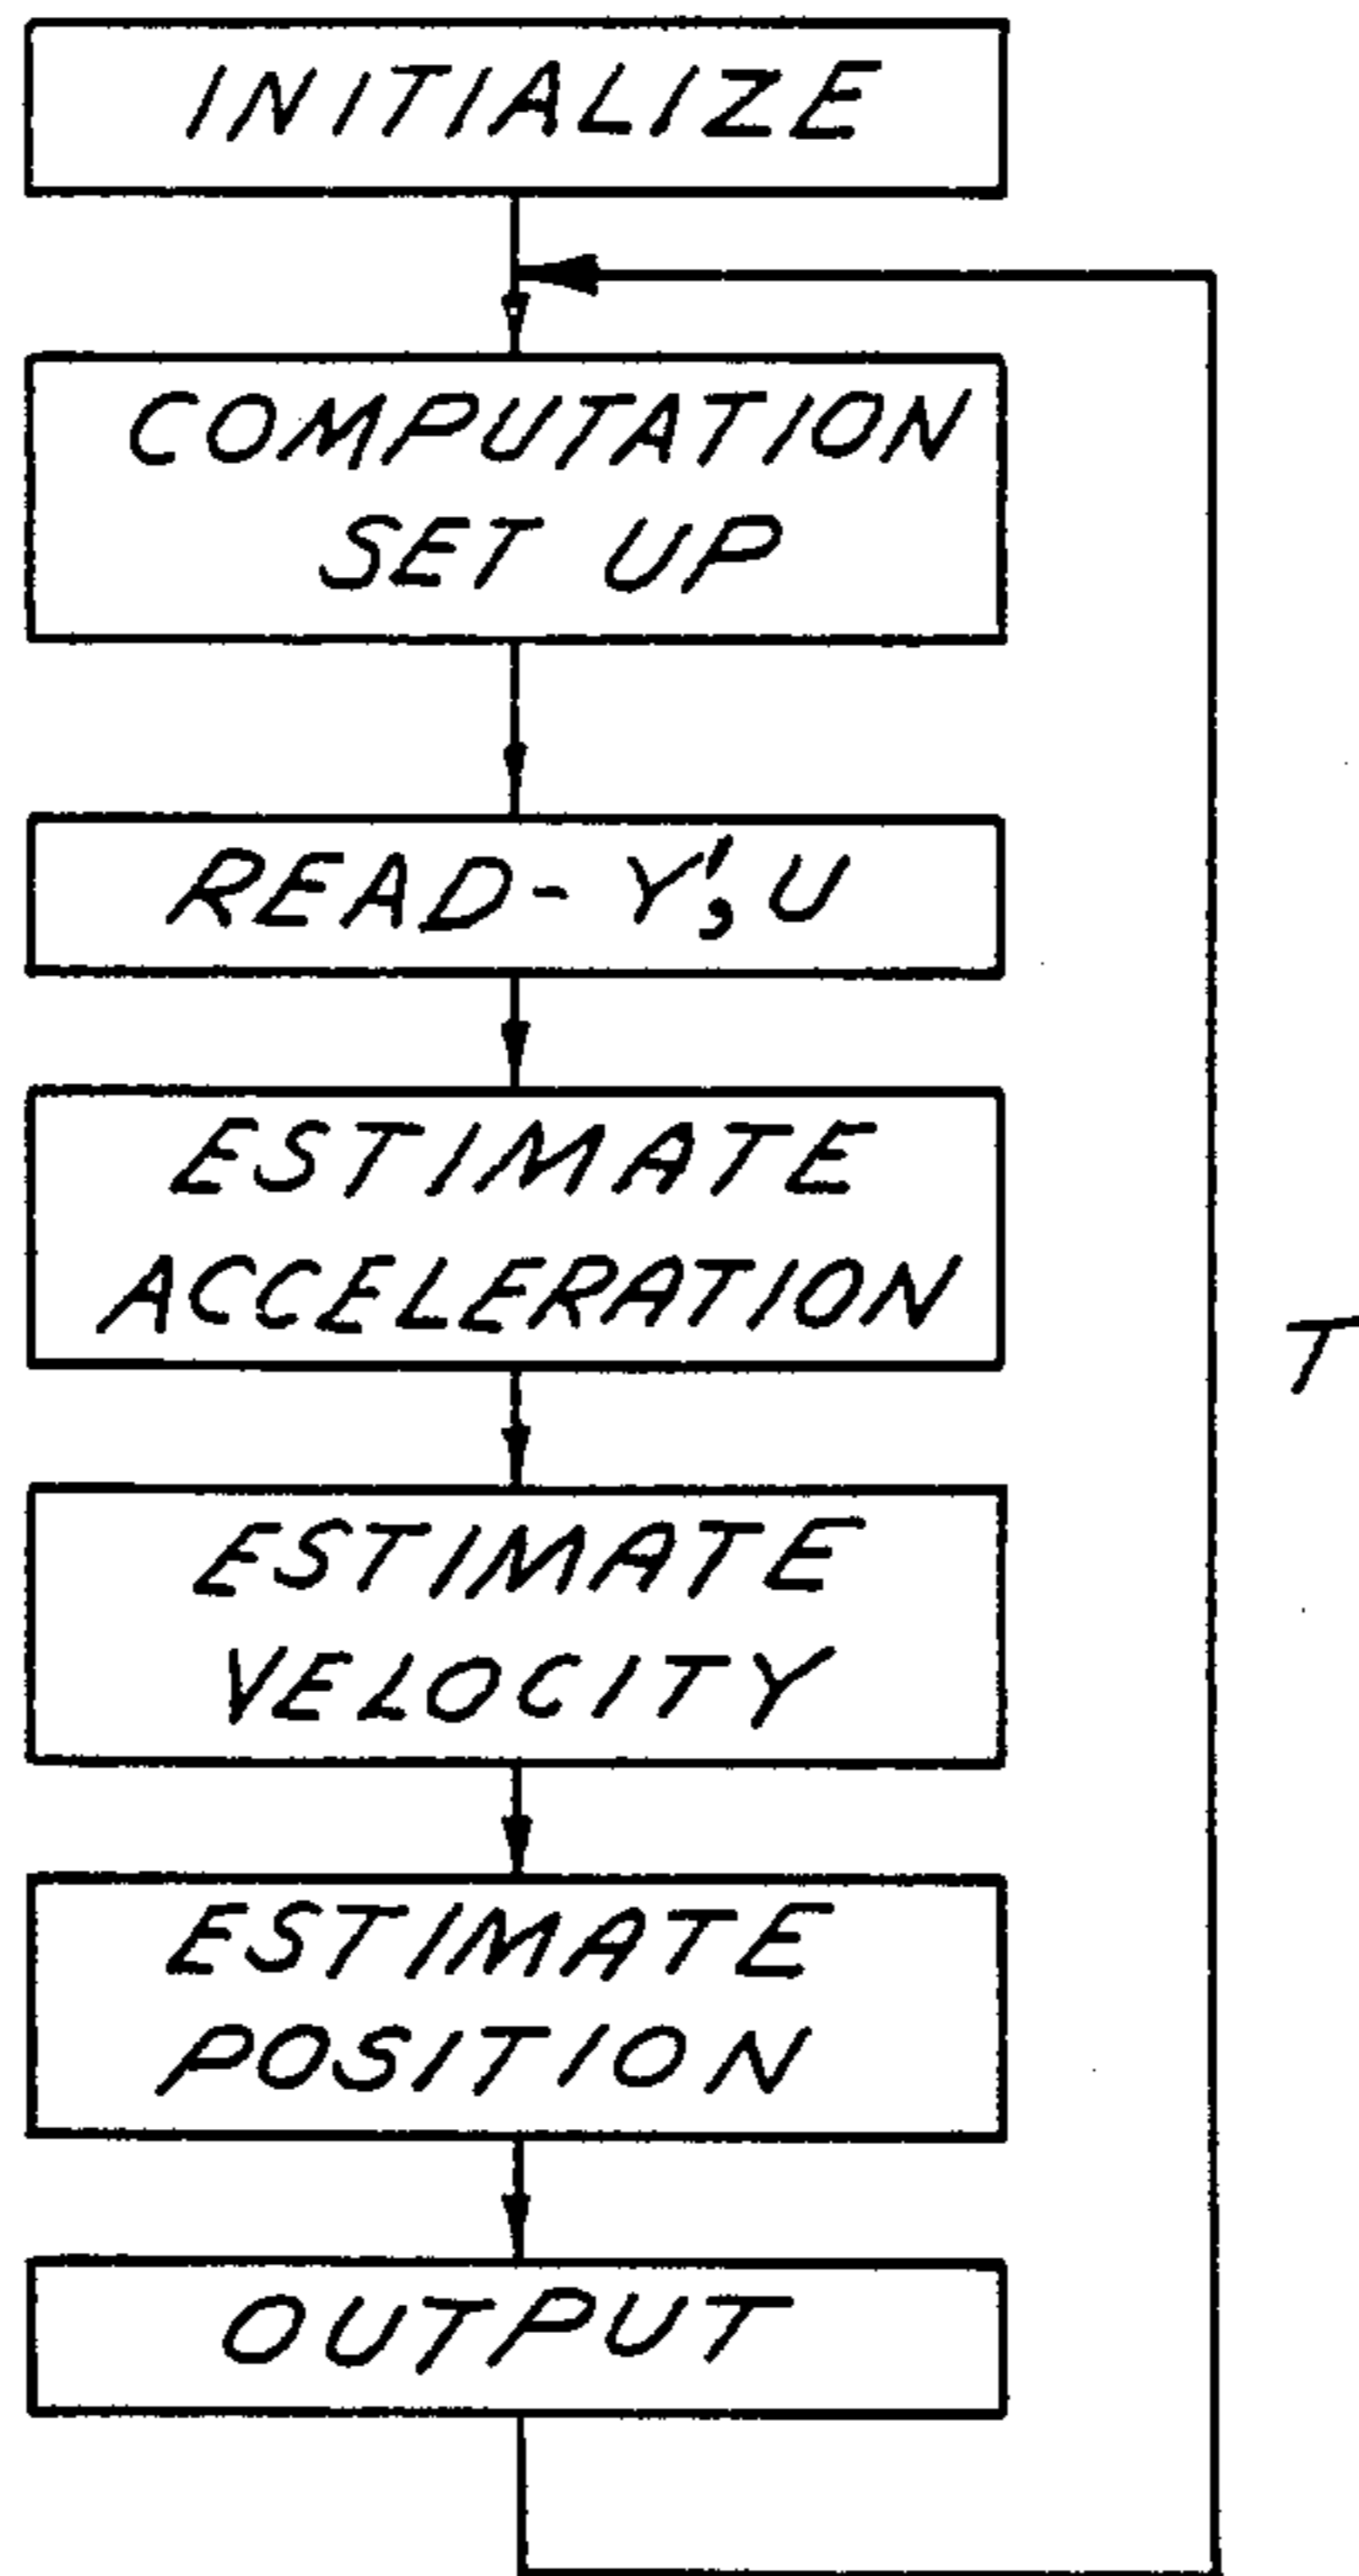 INITIALIZE
COMPUTATION
SET UP
READ- Y', U
ESTIMATE
ACCELERATION
T
ESTIMATE
VELOCITY
ESTIMATE
POSITION
OUTPUT